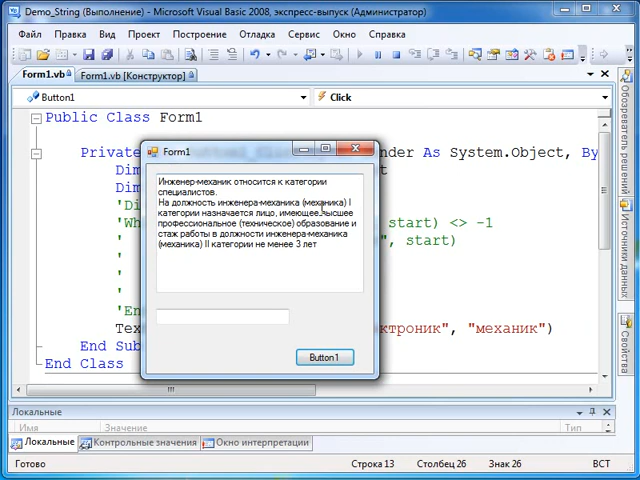 Demo_String (Выполнение) - Microsoft Visual Basic 2008, экспресс-выпуск (Администратор)
Файл Правка Вид Проект Построение Отладка Сервис Окно Справка
Form1.vb Form1.vb [Конструктор]
Button1 Click
Public Class Form1
Form1
Private nder As System.Object, By
Dim t
Инженер-механик относится к категории
специалистов.
Dim
На должность инженера-механика (механика) I
'Di
категории назначается лицо, имеющее высшее
'Wh start) <> -1
профессиональное (техническое) образование и
стаж работы в должности инженера-механика
' ", start)
(механика) II категории не менее 3 лет
'
'
'
'En
Tex ктроник", "механик")
End Sub
Button1
End Class
Обозреватель решений
Источники данных
Свойства
Локальные
Имя Значение Тип
Локальные Контрольные значения Окно интерпретации
Готово Строка 13 Столбец 26 Знак 26 ВСТ